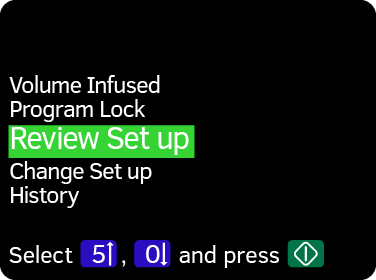 Volume Infused
Program Lock
Review Set up
Change Set up
History
Select 5↑, 0↓ and press